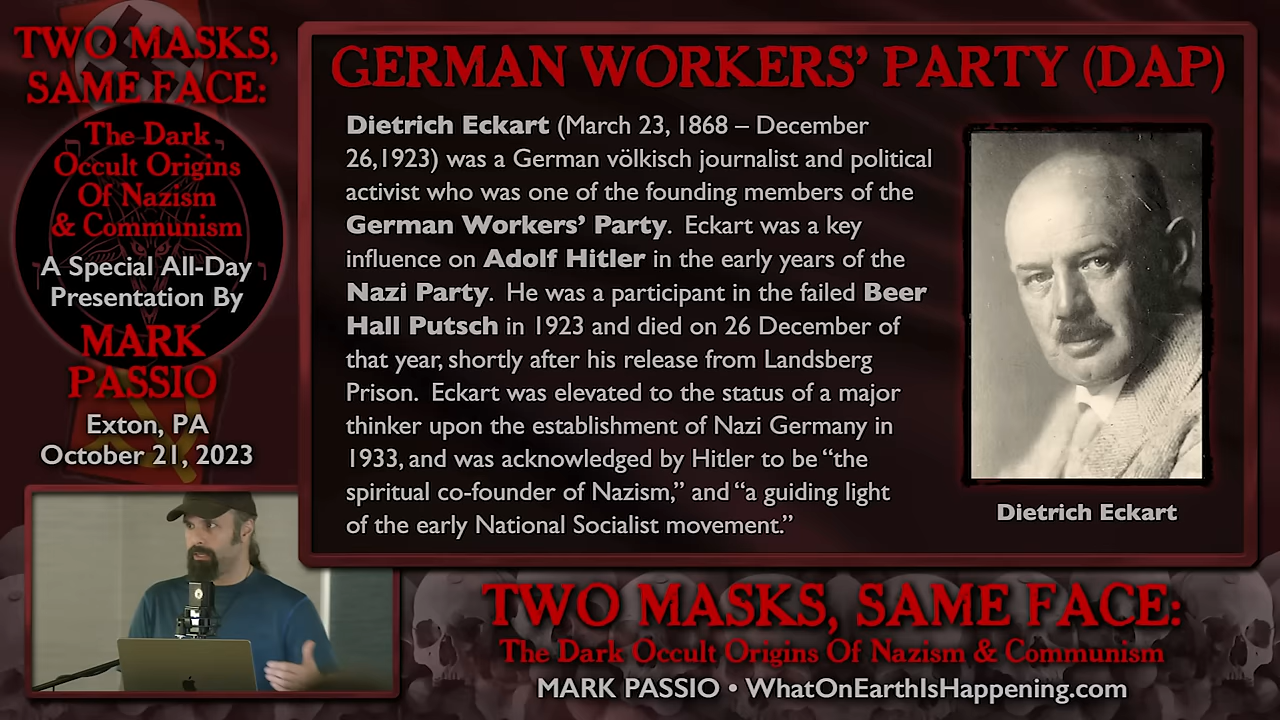 TWO MASKS,
SAME FACE:
The Dark
Occult Origins
Of Nazism
& Communism
A Special All-Day
Presentation By
MARK
PASSIO
Exton, PA
October 21, 2023
GERMAN WORKERS’ PARTY (DAP)
Dietrich Eckart (March 23, 1868 – December
26,1923) was a German völkisch journalist and political
activist who was one of the founding members of the
German Workers’ Party. Eckart was a key
influence on Adolf Hitler in the early years of the
Nazi Party. He was a participant in the failed Beer
Hall Putsch in 1923 and died on 26 December of
that year, shortly after his release from Landsberg
Prison. Eckart was elevated to the status of a major
thinker upon the establishment of Nazi Germany in
1933, and was acknowledged by Hitler to be “the
spiritual co-founder of Nazism,” and “a guiding light
of the early National Socialist movement.”
Dietrich Eckart
TWO MASKS, SAME FACE:
The Dark Occult Origins Of Nazism & Communism
MARK PASSIO • WhatOnEarthIsHappening.com